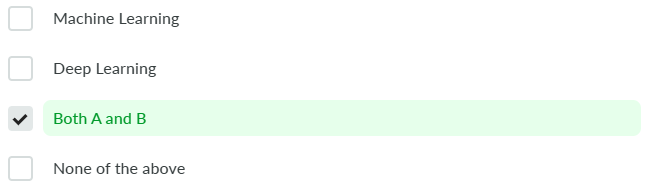 Machine Learning
Deep Learning
Both A and B
None of the above